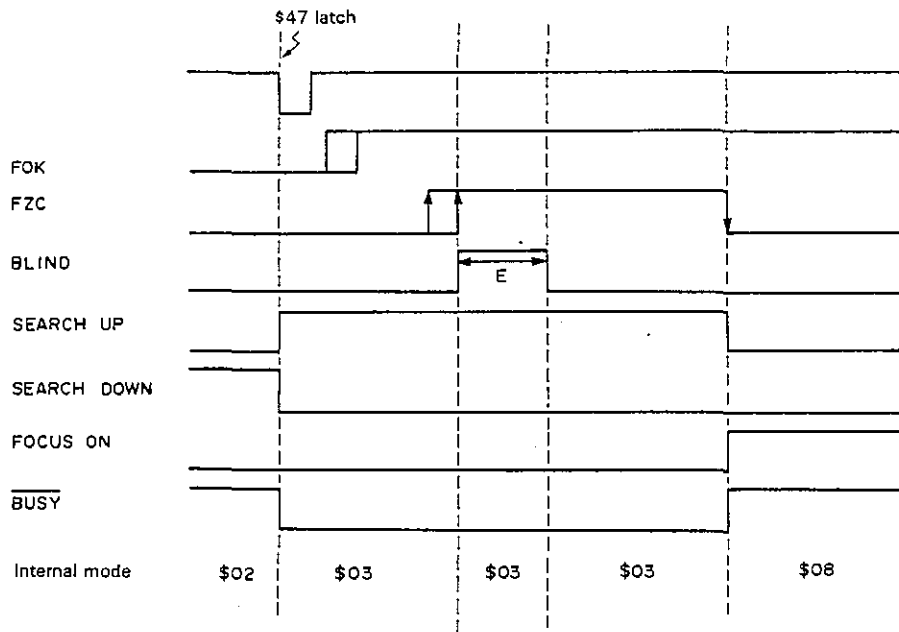 $47 latch
FOK
FZC
BLIND
E
SEARCH UP
SEARCH DOWN
FOCUS ON
BUSY
Internal mode $02 $03 $03 $03 $08